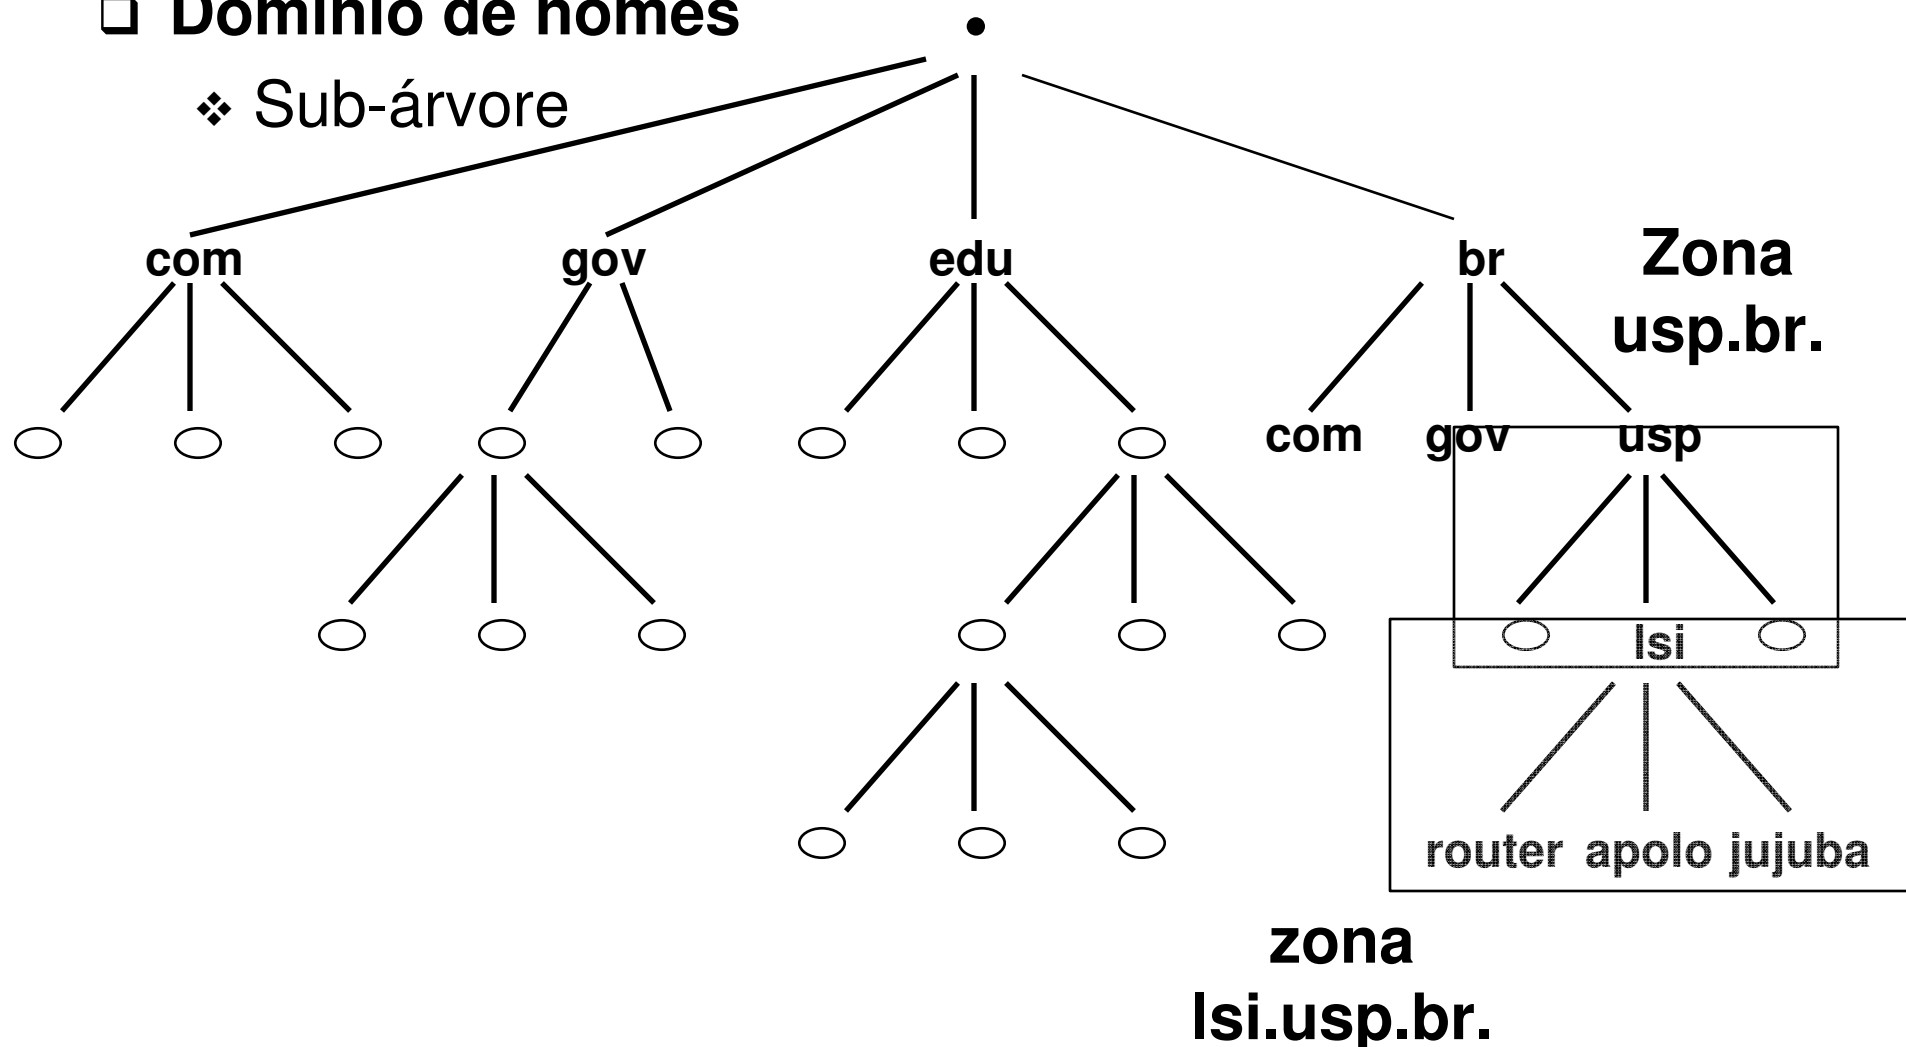 ❑ Domínio de nomes
❖ Sub-árvore
com gov edu br
Zona
usp.br.
com gov usp
lsi
router apolo jujuba
zona
lsi.usp.br.